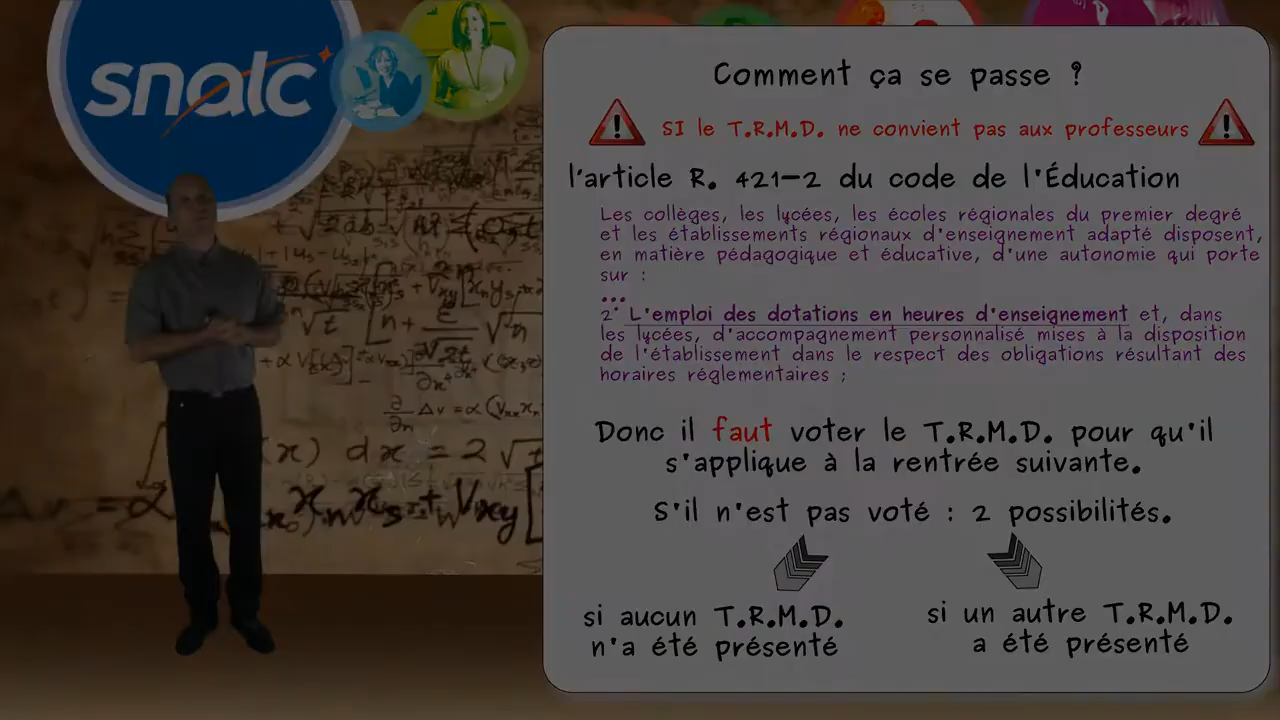 snalc
Comment ça se passe ?
SI le T.R.M.D. ne convient pas aux professeurs
l'article R. 421-2 du code de l'Éducation
Les collèges, les lycées, les écoles régionales du premier degré
et les établissements régionaux d'enseignement adapté disposent,
en matière pédagogique et éducative, d'une autonomie qui porte
sur :
...
2° L'emploi des dotations en heures d'enseignement et, dans
les lycées, d'accompagnement personnalisé mises à la disposition
de l'établissement dans le respect des obligations résultant des
horaires réglementaires ;
Donc il faut voter le T.R.M.D. pour qu'il
s'applique à la rentrée suivante.
S'il n'est pas voté : 2 possibilités.
si aucun T.R.M.D.
n'a été présenté
si un autre T.R.M.D.
a été présenté